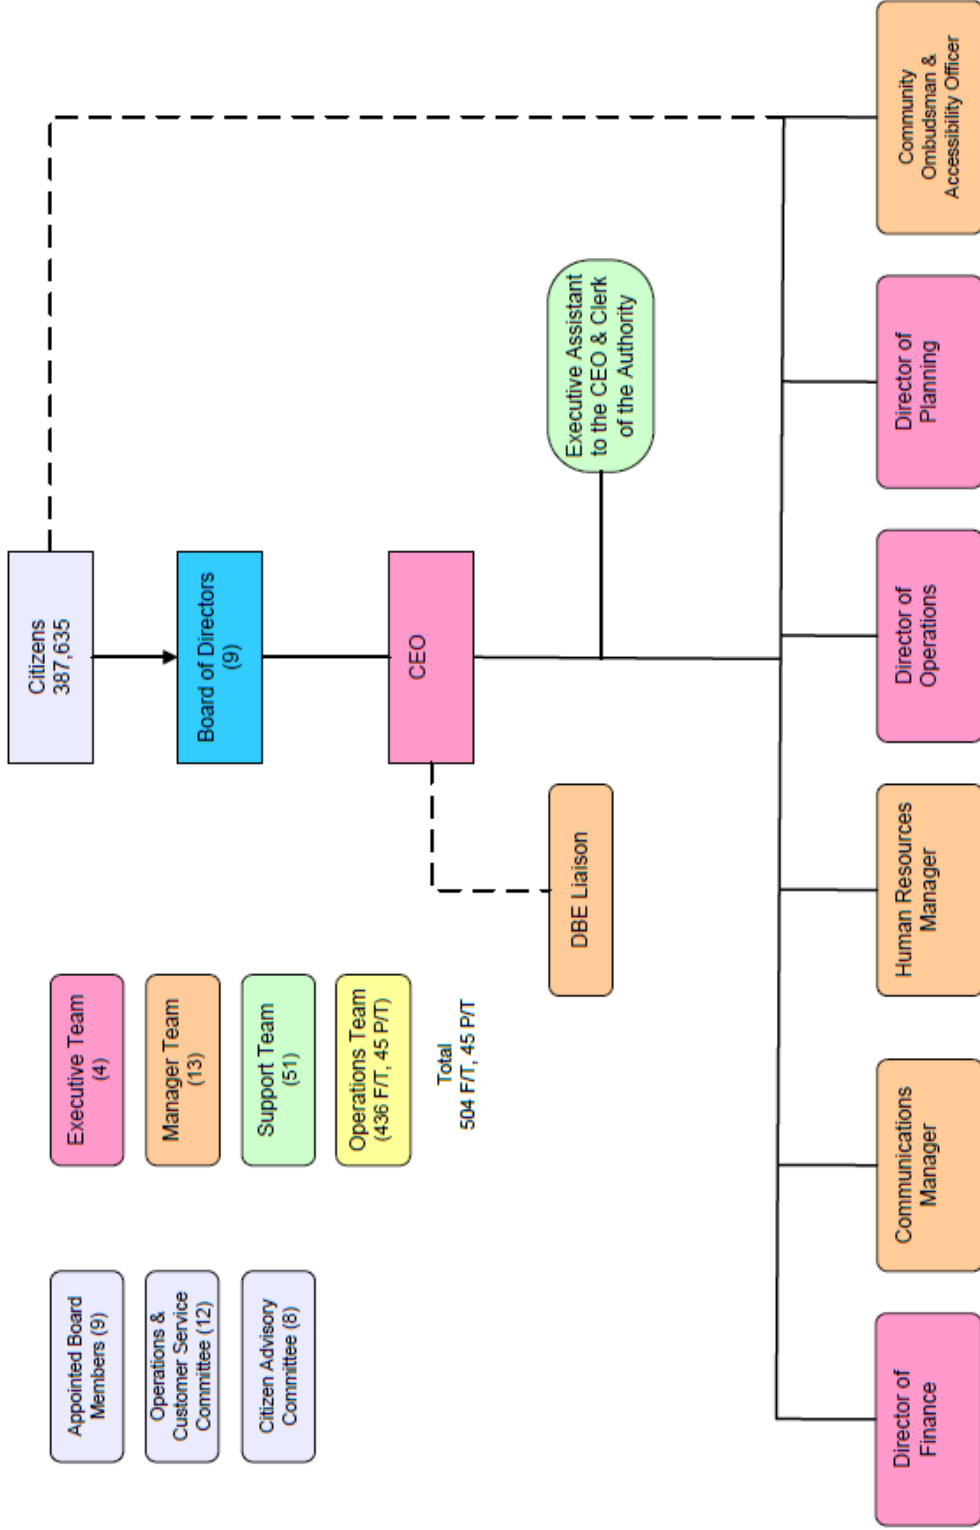 Appointed Board
Members (9)
Operations &
Customer Service
Committee (12)
Citizen Advisory
Committee (8)
Executive Team
(4)
Manager Team
(13)
Support Team
(51)
Operations Team
(436 F/T, 45 P/T)
Total
504 F/T, 45 P/T
Citizens
387,635
Board of Directors
(9)
CEO
DBE Liaison
Executive Assistant
to the CEO & Clerk
of the Authority
Director of
Finance
Communications
Manager
Human Resources
Manager
Director of
Operations
Director of
Planning
Community
Ombudsman &
Accessibility Officer